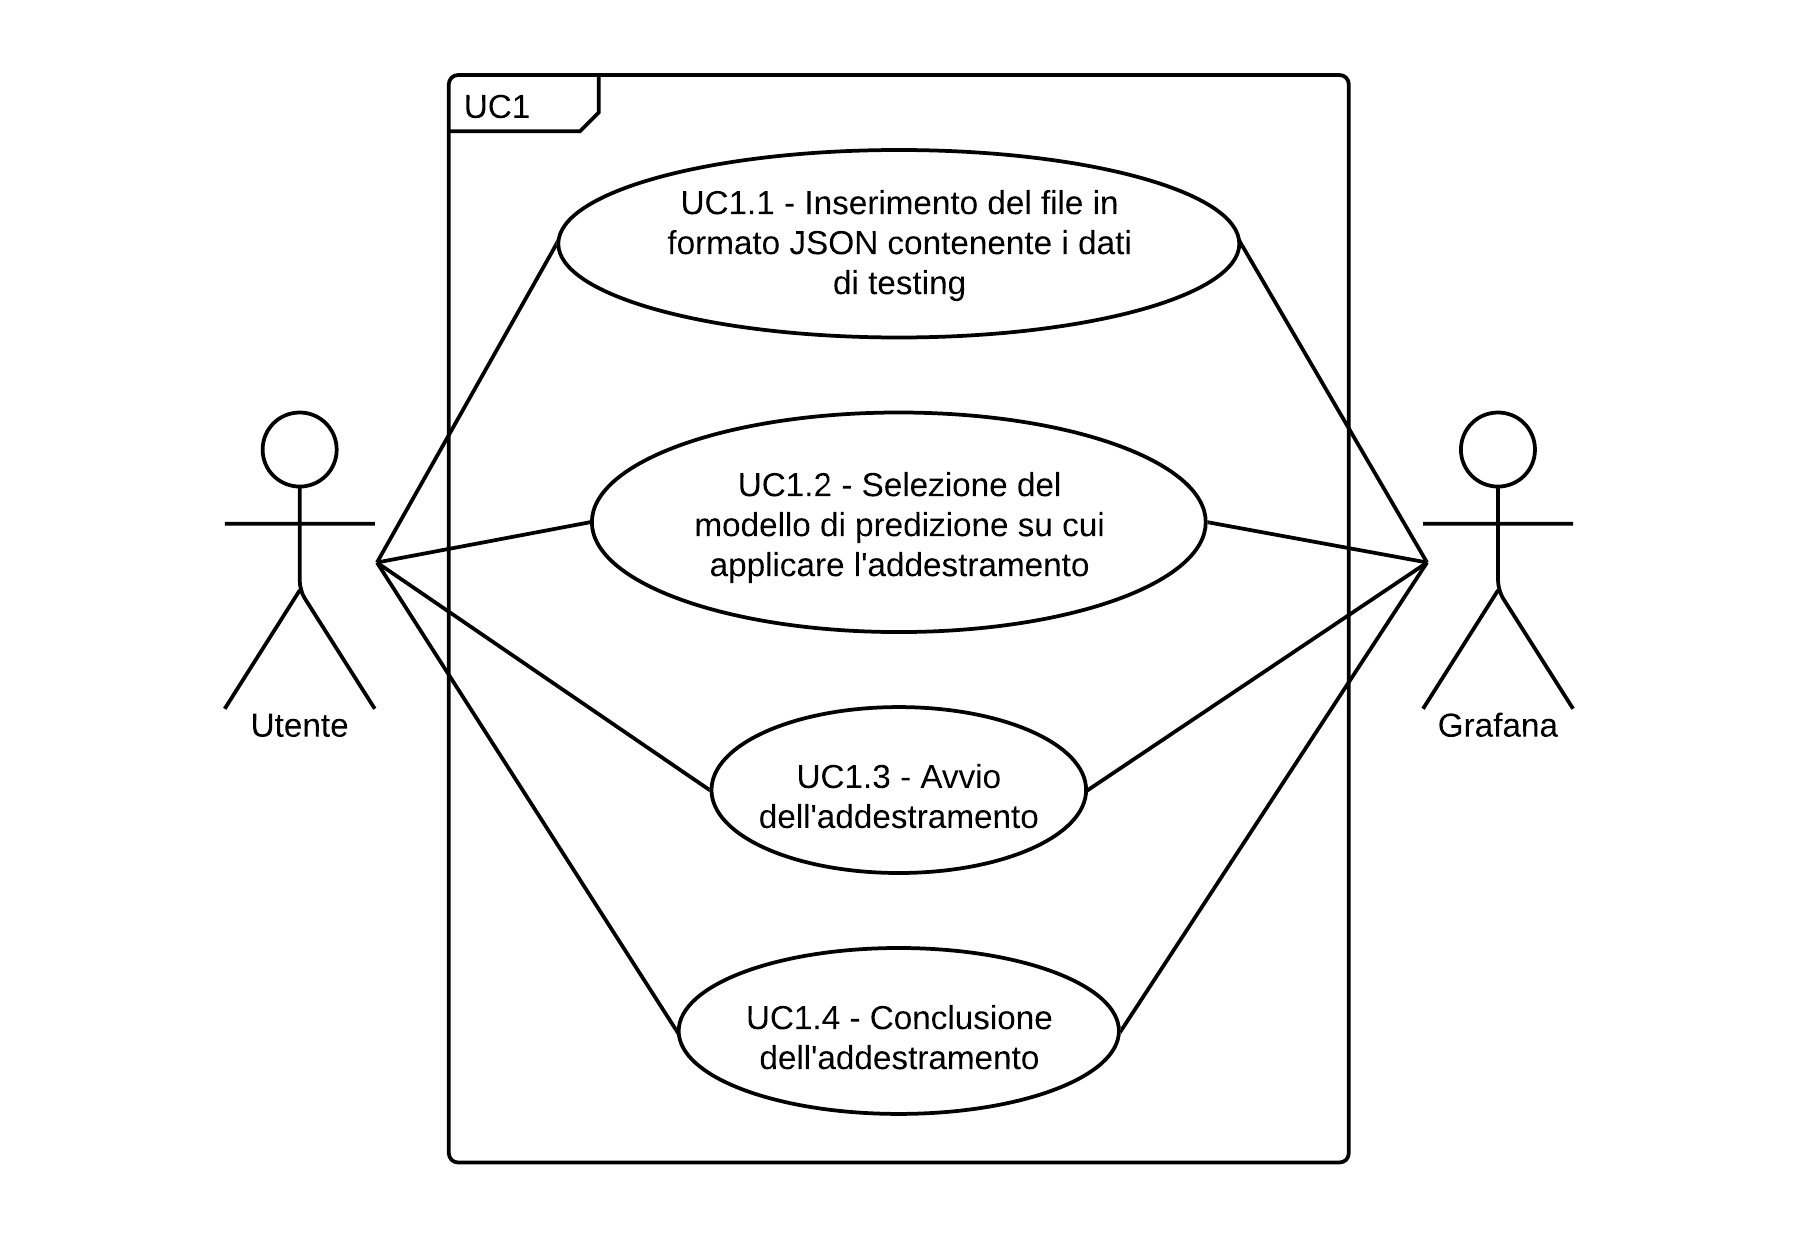 UC1
UC1.1 - Inserimento del file in
formato JSON contenente i dati
di testing
UC1.2 - Selezione del
modello di predizione su cui
applicare l'addestramento
Utente
Grafana
UC1.3 - Avvio
dell'addestramento
UC1.4 - Conclusione
dell'addestramento